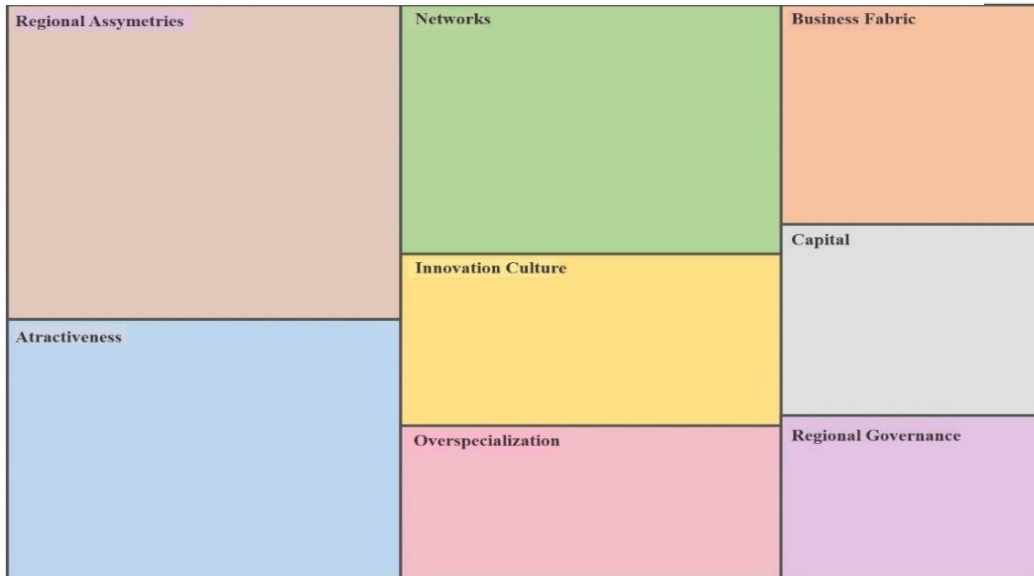 Regional Assymetries
Networks
Business Fabric
Capital
Innovation Culture
Atractiveness
Overspecialization
Regional Governance